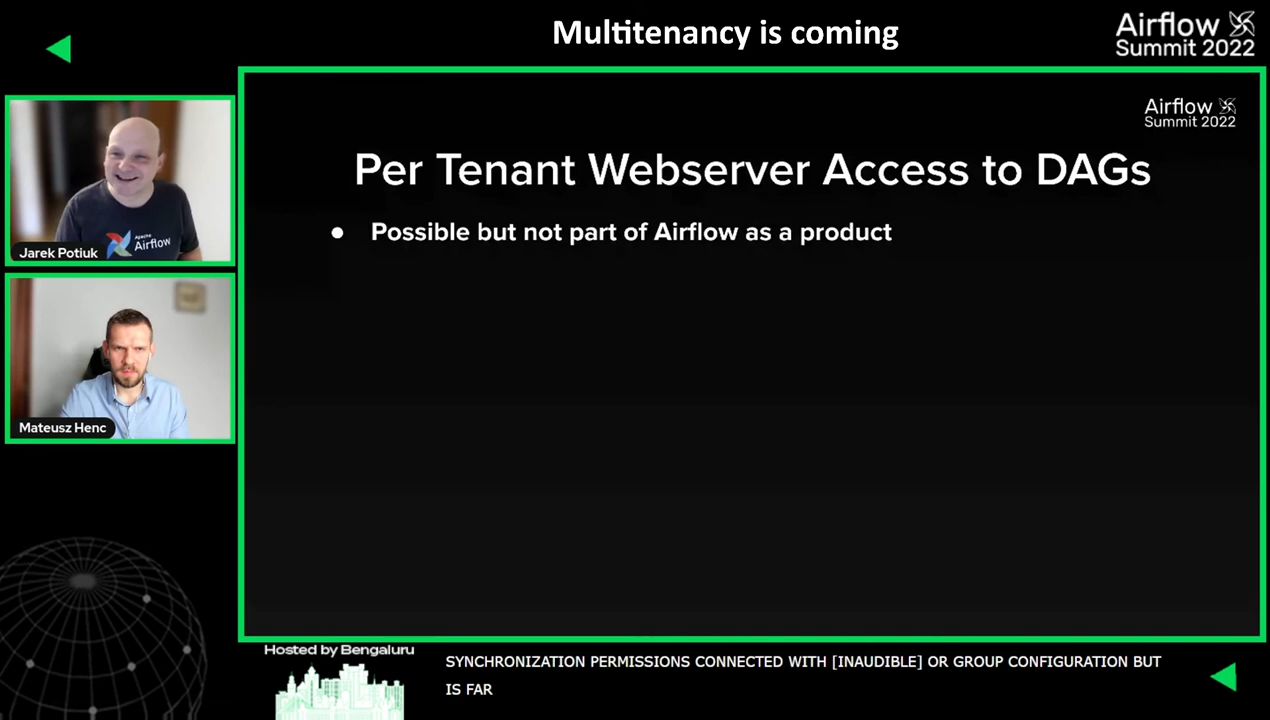 Multitenancy is coming
Airflow
Summit 2022
Airflow
Summit 2022
Per Tenant Webserver Access to DAGs
• Possible but not part of Airflow as a product
Apache
Airflow
Jarek Potiuk
Mateusz Henc
Hosted by Bengaluru
SYNCHRONIZATION PERMISSIONS CONNECTED WITH [INAUDIBLE] OR GROUP CONFIGURATION BUT
IS FAR